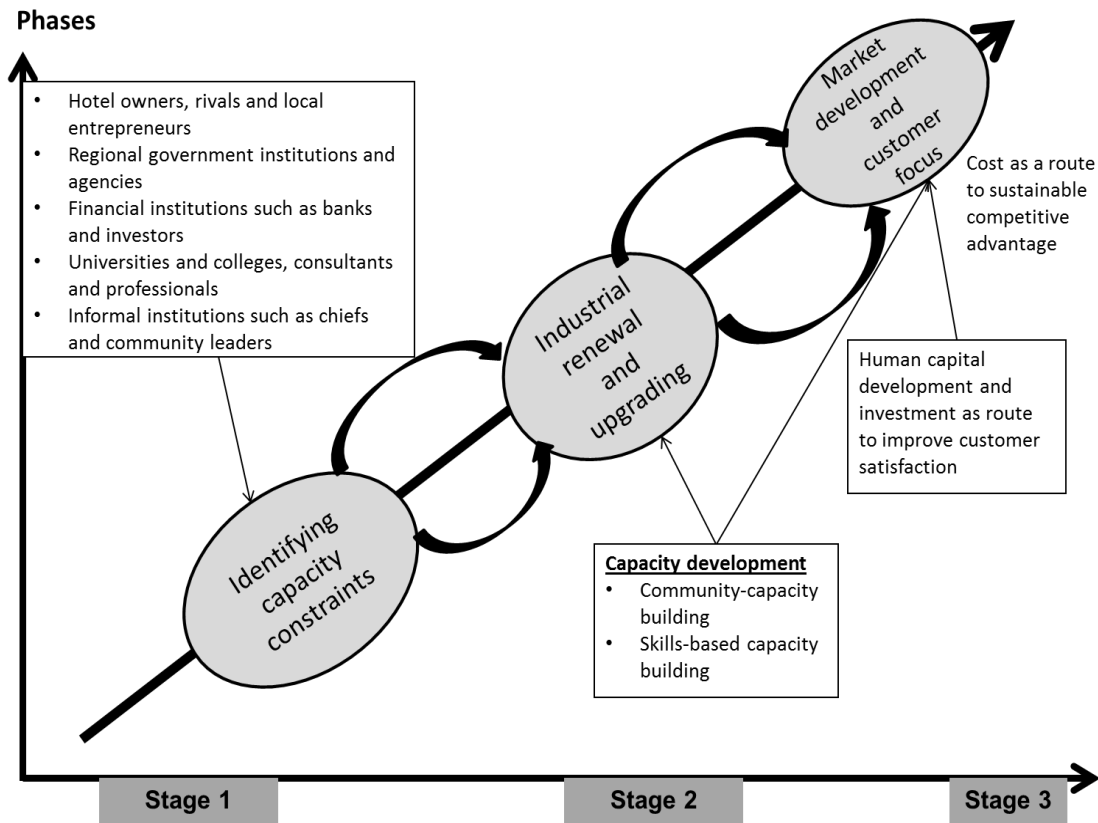 Phases
• Hotel owners, rivals and local
entrepreneurs
• Regional government institutions and
agencies
• Financial institutions such as banks
and investors
• Universities and colleges, consultants
and professionals
• Informal institutions such as chiefs
and community leaders
Market
development
and
customer
focus
Cost as a route
to sustainable
competitive
advantage
Industrial
renewal
and
upgrading
Human capital
development and
investment as route
to improve customer
satisfaction
Identifying
capacity
constraints
Capacity development
• Community-capacity
building
• Skills-based capacity
building
Stage 1
Stage 2
Stage 3